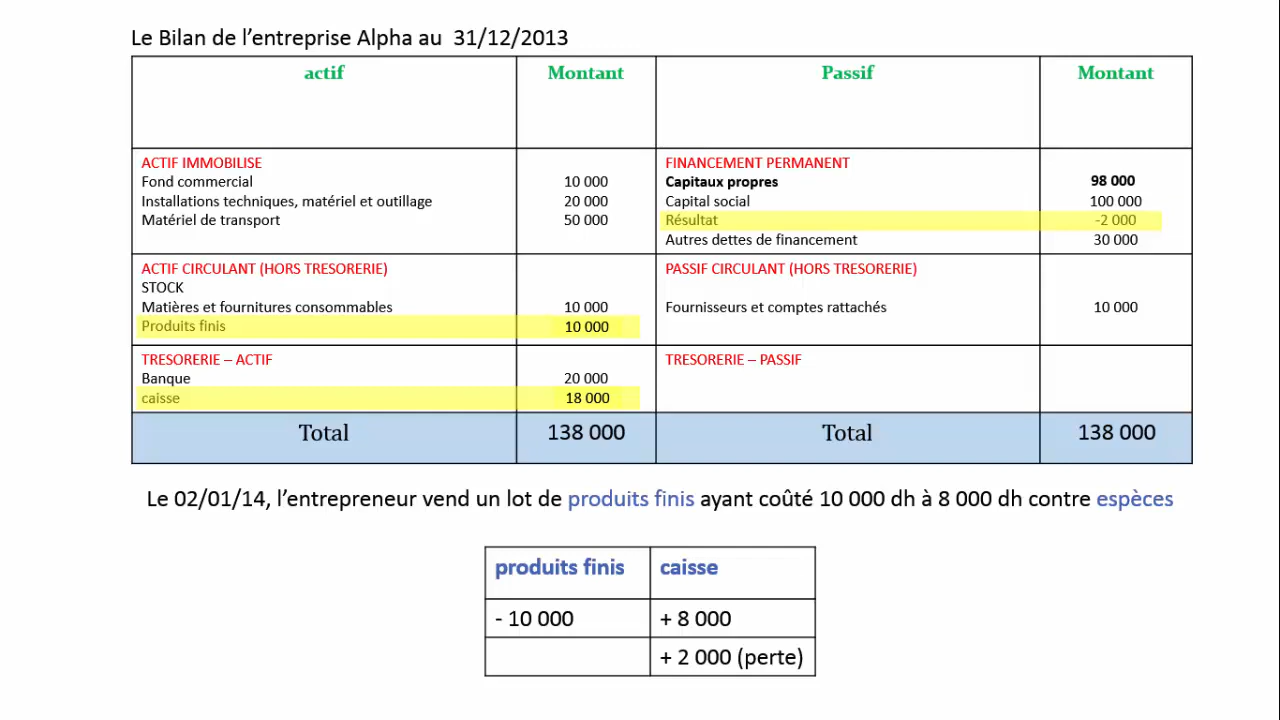 Le Bilan de l’entreprise Alpha au 31/12/2013
actif Montant Passif Montant
ACTIF IMMOBILISE FINANCEMENT PERMANENT
Fond commercial 10 000 Capitaux propres 98 000
Installations techniques, matériel et outillage 20 000 Capital social 100 000
Matériel de transport 50 000 Résultat -2 000
Autres dettes de financement 30 000
ACTIF CIRCULANT (HORS TRESORERIE) PASSIF CIRCULANT (HORS TRESORERIE)
STOCK
Matières et fournitures consommables 10 000 Fournisseurs et comptes rattachés 10 000
Produits finis 10 000
TRESORERIE – ACTIF TRESORERIE – PASSIF
Banque 20 000
caisse 18 000
Total 138 000 Total 138 000
Le 02/01/14, l’entrepreneur vend un lot de produits finis ayant coûté 10 000 dh à 8 000 dh contre espèces
produits finis caisse
- 10 000 + 8 000
+ 2 000 (perte)